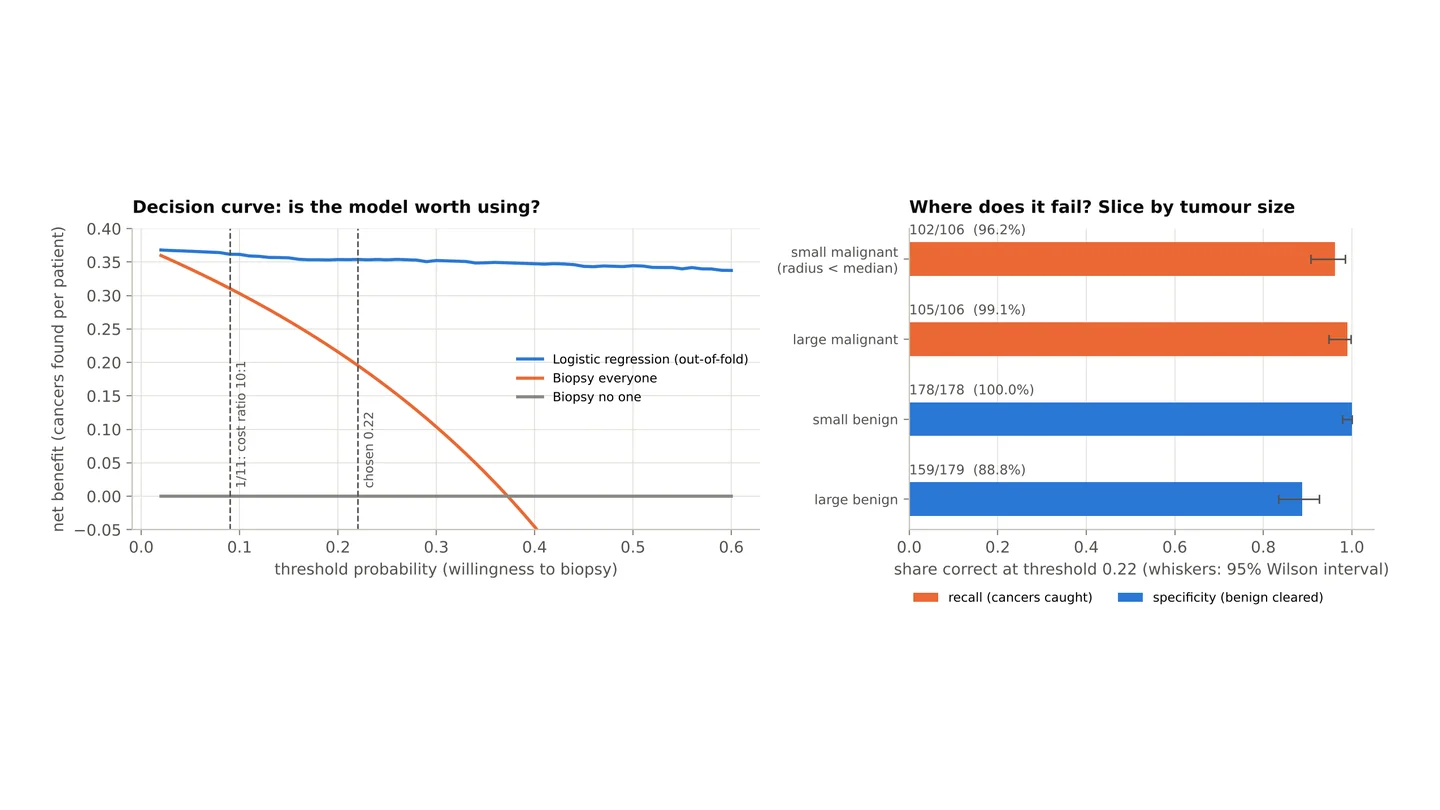 Decision curve: is the model worth using?
net benefit (cancers found per patient)
0.40
0.35
0.30
0.25
0.20
0.15
0.10
0.05
0.00
−0.05
1/11: cost ratio 10:1
chosen 0.22
Logistic regression (out-of-fold)
Biopsy everyone
Biopsy no one
0.0 0.1 0.2 0.3 0.4 0.5 0.6
threshold probability (willingness to biopsy)
Where does it fail? Slice by tumour size
102/106 (96.2%)
small malignant
(radius < median)
105/106 (99.1%)
large malignant
178/178 (100.0%)
small benign
159/179 (88.8%)
large benign
0.0 0.2 0.4 0.6 0.8 1.0
share correct at threshold 0.22 (whiskers: 95% Wilson interval)
recall (cancers caught) specificity (benign cleared)